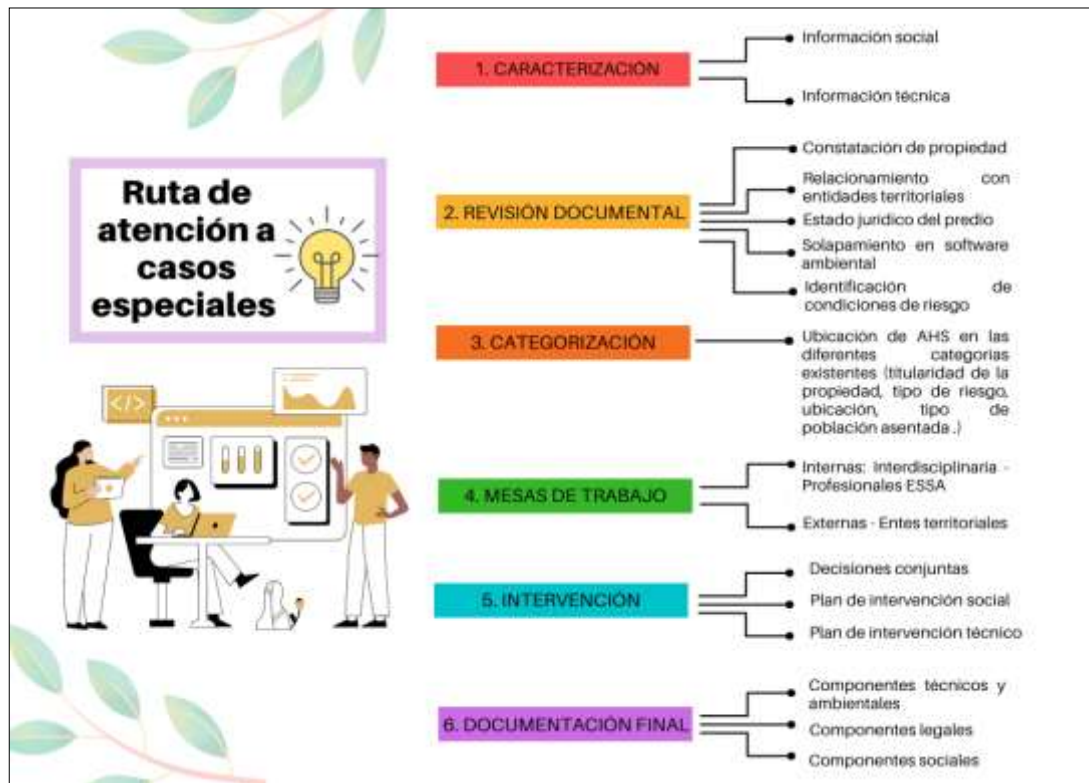 Ruta de
atención a
casos
especiales
</>
1. CARACTERIZACIÓN
Información social
Información técnica
2. REVISIÓN DOCUMENTAL
Constatación de propiedad
Relacionamiento con
entidades territoriales
Estado jurídico del predio
Solapamiento en software
ambiental
Identificación de
condiciones de riesgo
3. CATEGORIZACIÓN
Ubicación de AHS en las
diferentes categorias
existentes (titularidad de la
propiedad, tipo de riesgo,
ubicación, tipo de
población asentada .)
4. MESAS DE TRABAJO
Internas: Interdisciplinaria -
Profesionales ESSA
Externas - Entes territoriales
5. INTERVENCIÓN
Decisiones conjuntas
Plan de intervención social
Plan de intervención técnico
6. DOCUMENTACIÓN FINAL
Componentes técnicos y
ambientales
Componentes legales
Componentes sociales